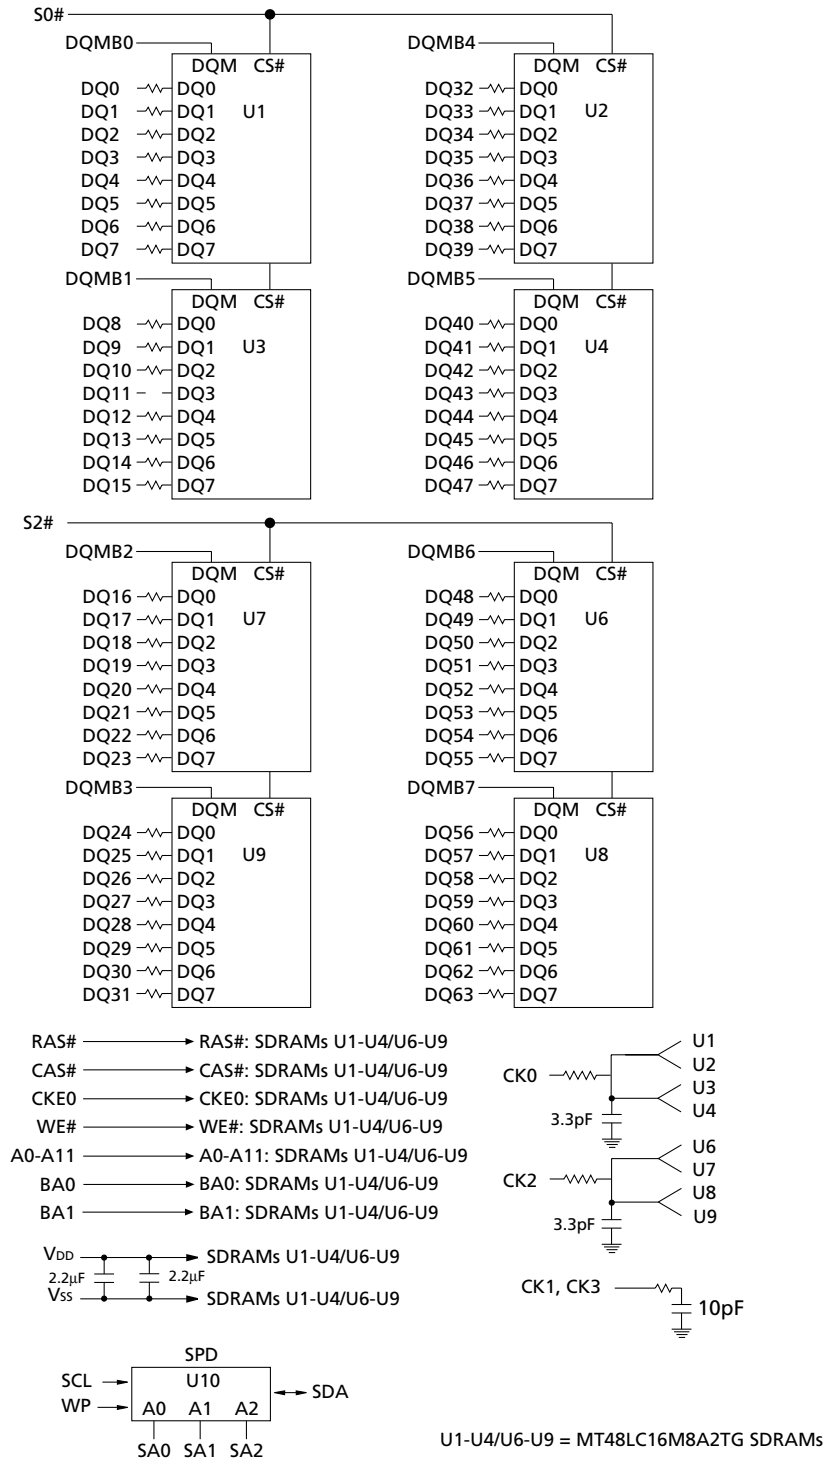 S0#
DQMB0 DQMB4
DQM CS# DQM CS#
DQ0 DQ0 DQ32 DQ0
DQ1 DQ1 U1 DQ33 DQ1 U2
DQ2 DQ2 DQ34 DQ2
DQ3 DQ3 DQ35 DQ3
DQ4 DQ4 DQ36 DQ4
DQ5 DQ5 DQ37 DQ5
DQ6 DQ6 DQ38 DQ6
DQ7 DQ7 DQ39 DQ7
DQMB1 DQMB5
DQM CS# DQM CS#
DQ8 DQ0 DQ40 DQ0
DQ9 DQ1 U3 DQ41 DQ1 U4
DQ10 DQ2 DQ42 DQ2
DQ11 DQ3 DQ43 DQ3
DQ12 DQ4 DQ44 DQ4
DQ13 DQ5 DQ45 DQ5
DQ14 DQ6 DQ46 DQ6
DQ15 DQ7 DQ47 DQ7
S2#
DQMB2 DQMB6
DQM CS# DQM CS#
DQ16 DQ0 DQ48 DQ0
DQ17 DQ1 U7 DQ49 DQ1 U6
DQ18 DQ2 DQ50 DQ2
DQ19 DQ3 DQ51 DQ3
DQ20 DQ4 DQ52 DQ4
DQ21 DQ5 DQ53 DQ5
DQ22 DQ6 DQ54 DQ6
DQ23 DQ7 DQ55 DQ7
DQMB3 DQMB7
DQM CS# DQM CS#
DQ24 DQ0 DQ56 DQ0
DQ25 DQ1 U9 DQ57 DQ1 U8
DQ26 DQ2 DQ58 DQ2
DQ27 DQ3 DQ59 DQ3
DQ28 DQ4 DQ60 DQ4
DQ29 DQ5 DQ61 DQ5
DQ30 DQ6 DQ62 DQ6
DQ31 DQ7 DQ63 DQ7
RAS# RAS#: SDRAMs U1-U4/U6-U9
CAS# CAS#: SDRAMs U1-U4/U6-U9
CKE0 CKE0: SDRAMs U1-U4/U6-U9
WE# WE#: SDRAMs U1-U4/U6-U9
A0-A11 A0-A11: SDRAMs U1-U4/U6-U9
BA0 BA0: SDRAMs U1-U4/U6-U9
BA1 BA1: SDRAMs U1-U4/U6-U9
U1
U2
CK0
U3
U4
3.3pF
U6
U7
CK2
U8
U9
3.3pF
VDD SDRAMs U1-U4/U6-U9
2.2µF 2.2µF
VSS SDRAMs U1-U4/U6-U9
CK1, CK3
10pF
SPD
SCL U10
SDA
WP A0 A1 A2
SA0 SA1 SA2
U1-U4/U6-U9 = MT48LC16M8A2TG SDRAMs